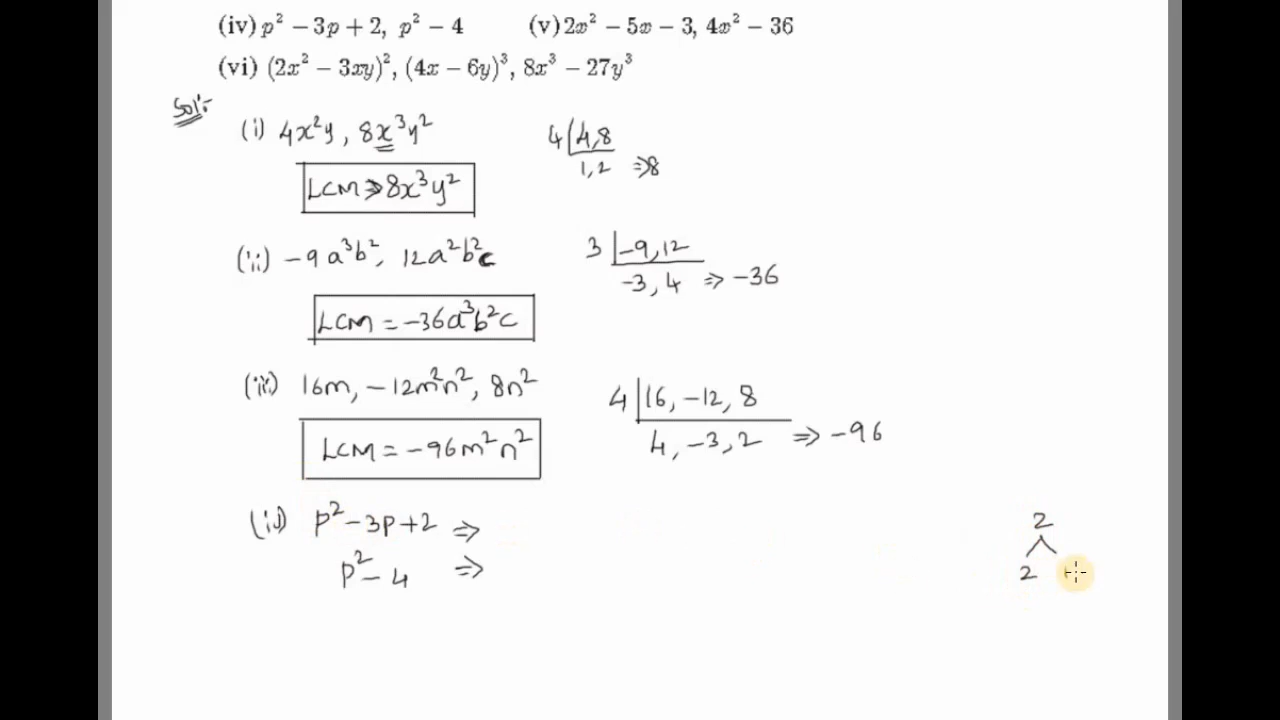 (iv) p² − 3p + 2, p² − 4 (v) 2x² − 5x − 3, 4x² − 36
(vi) (2x² − 3xy)², (4x − 6y)³, 8x³ − 27y³
Sol:-
(i) 4x²y, 8x³y² 4 | 4, 8
1, 2 ⇒ 8
LCM ⇒ 8x³y²
(ii) −9a³b², 12a²b²c 3 | −9, 12
−3, 4 ⇒ −36
LCM = −36a³b²c
(iii) 16m, −12m²n², 8n² 4 | 16, −12, 8
4, −3, 2 ⇒ −96
LCM = −96m²n²
(iv) p² − 3p + 2 ⇒ 2
p² − 4 ⇒ 2